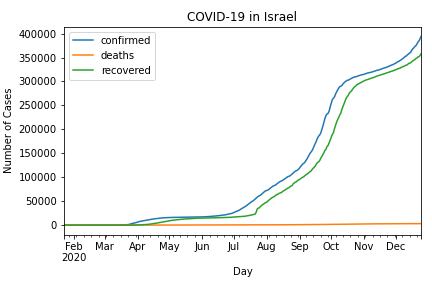 COVID-19 in Israel
confirmed
deaths
recovered
Number of Cases
400000
350000
300000
250000
200000
150000
100000
50000
0
Feb Mar Apr May Jun Jul Aug Sep Oct Nov Dec
2020
Day